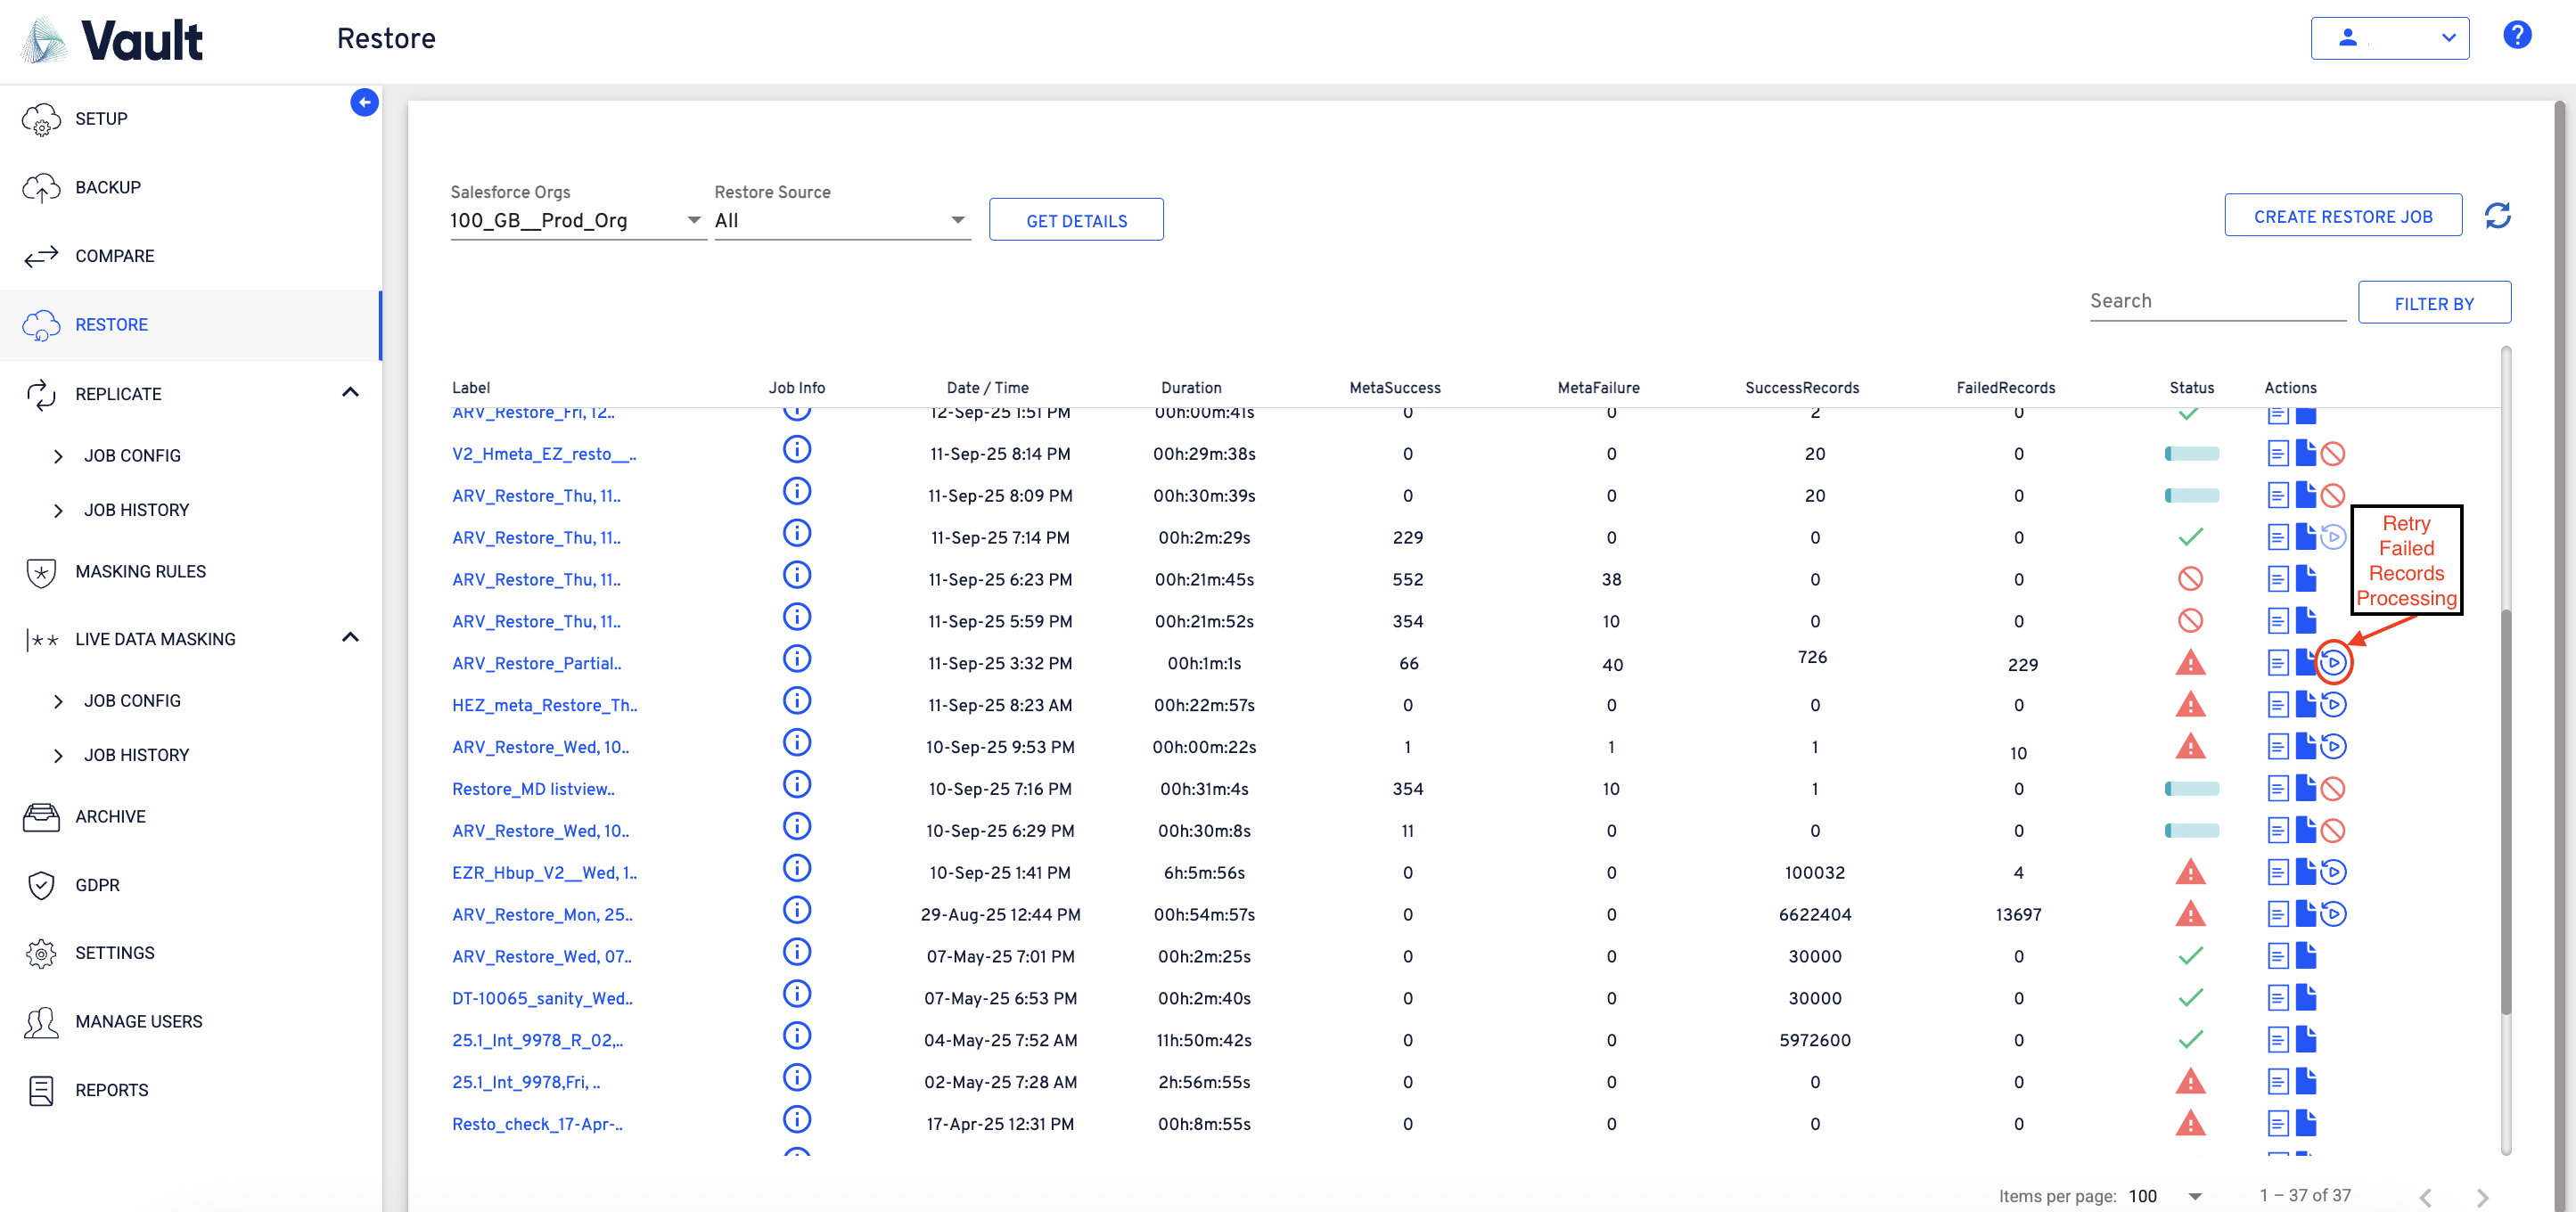 Vault
Restore
SETUP
BACKUP
COMPARE
RESTORE
REPLICATE
JOB CONFIG
JOB HISTORY
MASKING RULES
LIVE DATA MASKING
JOB CONFIG
JOB HISTORY
ARCHIVE
GDPR
SETTINGS
MANAGE USERS
REPORTS
Salesforce Orgs
100_GB__Prod_Org
Restore Source
All
GET DETAILS
CREATE RESTORE JOB
Search
FILTER BY
Label Job Info Date / Time Duration MetaSuccess MetaFailure SuccessRecords FailedRecords Status Actions
ARV_Restore_Fri, 12.. 12-Sep-25 1:51 PM 00h:00m:41s 0 0 2 0
V2_Hmeta_EZ_resto__.. 11-Sep-25 8:14 PM 00h:29m:38s 0 0 20 0
ARV_Restore_Thu, 11.. 11-Sep-25 8:09 PM 00h:30m:39s 0 0 20 0
ARV_Restore_Thu, 11.. 11-Sep-25 7:14 PM 00h:2m:29s 229 0 0 0
ARV_Restore_Thu, 11.. 11-Sep-25 6:23 PM 00h:21m:45s 552 38 0 0
ARV_Restore_Thu, 11.. 11-Sep-25 5:59 PM 00h:21m:52s 354 10 0 0
ARV_Restore_Partial.. 11-Sep-25 3:32 PM 00h:1m:1s 66 40 726 229
HEZ_meta_Restore_Th.. 11-Sep-25 8:23 AM 00h:22m:57s 0 0 0 0
ARV_Restore_Wed, 10.. 10-Sep-25 9:53 PM 00h:00m:22s 1 1 1 10
Restore_MD listview.. 10-Sep-25 7:16 PM 00h:31m:4s 354 10 1 0
ARV_Restore_Wed, 10.. 10-Sep-25 6:29 PM 00h:30m:8s 11 0 0 0
EZR_Hbup_V2__Wed, 1.. 10-Sep-25 1:41 PM 6h:5m:56s 0 0 100032 4
ARV_Restore_Mon, 25.. 29-Aug-25 12:44 PM 00h:54m:57s 0 0 6622404 13697
ARV_Restore_Wed, 07.. 07-May-25 7:01 PM 00h:2m:25s 0 0 30000 0
DT-10065_sanity_Wed.. 07-May-25 6:53 PM 00h:2m:40s 0 0 30000 0
25.1_Int_9978_R_02,.. 04-May-25 7:52 AM 11h:50m:42s 0 0 5972600 0
25.1_Int_9978,Fri, .. 02-May-25 7:28 AM 2h:56m:55s 0 0 0 0
Resto_check_17-Apr-.. 17-Apr-25 12:31 PM 00h:8m:55s 0 0 0 0
Retry
Failed
Records
Processing
Items per page: 100 1 – 37 of 37